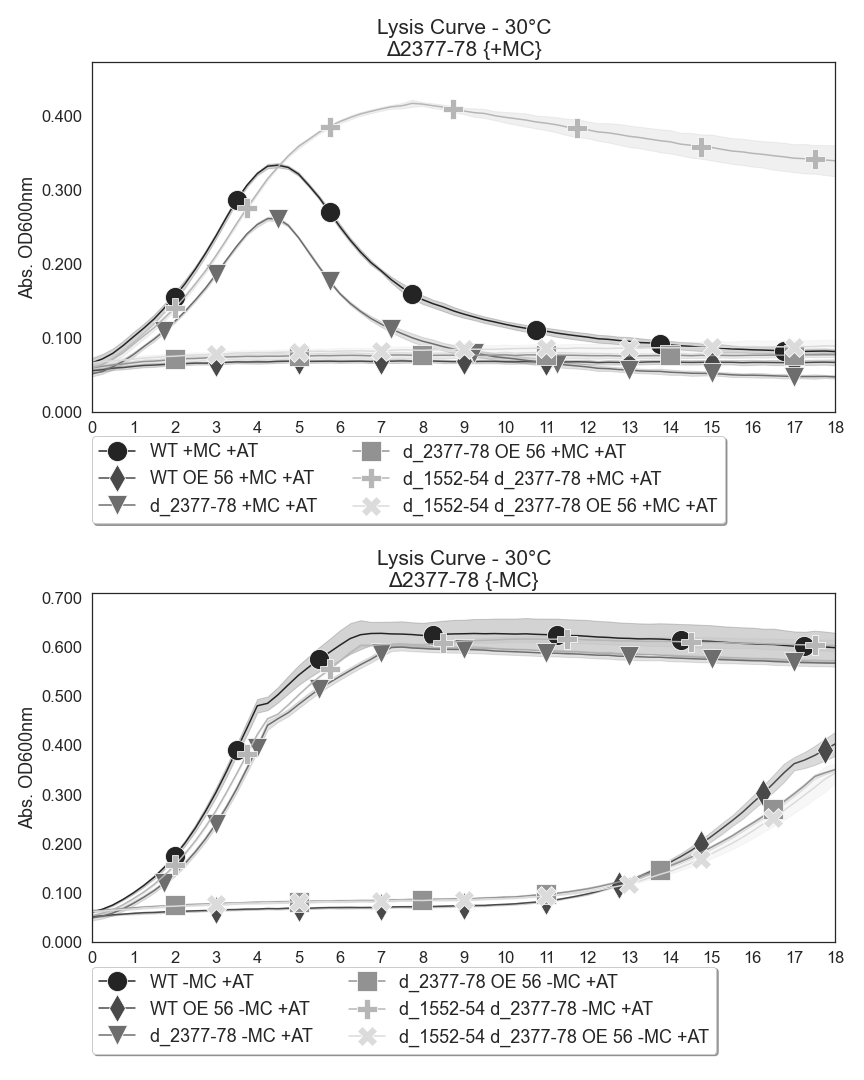 Lysis Curve - 30°C
Δ2377-78 {+MC}
Abs. OD600nm
0.400
0.300
0.200
0.100
0.000
0 1 2 3 4 5 6 7 8 9 10 11 12 13 14 15 16 17 18
WT +MC +AT
WT OE 56 +MC +AT
d_2377-78 +MC +AT
d_2377-78 OE 56 +MC +AT
d_1552-54 d_2377-78 +MC +AT
d_1552-54 d_2377-78 OE 56 +MC +AT
Lysis Curve - 30°C
Δ2377-78 {-MC}
Abs. OD600nm
0.700
0.600
0.500
0.400
0.300
0.200
0.100
0.000
0 1 2 3 4 5 6 7 8 9 10 11 12 13 14 15 16 17 18
WT -MC +AT
WT OE 56 -MC +AT
d_2377-78 -MC +AT
d_2377-78 OE 56 -MC +AT
d_1552-54 d_2377-78 -MC +AT
d_1552-54 d_2377-78 OE 56 -MC +AT